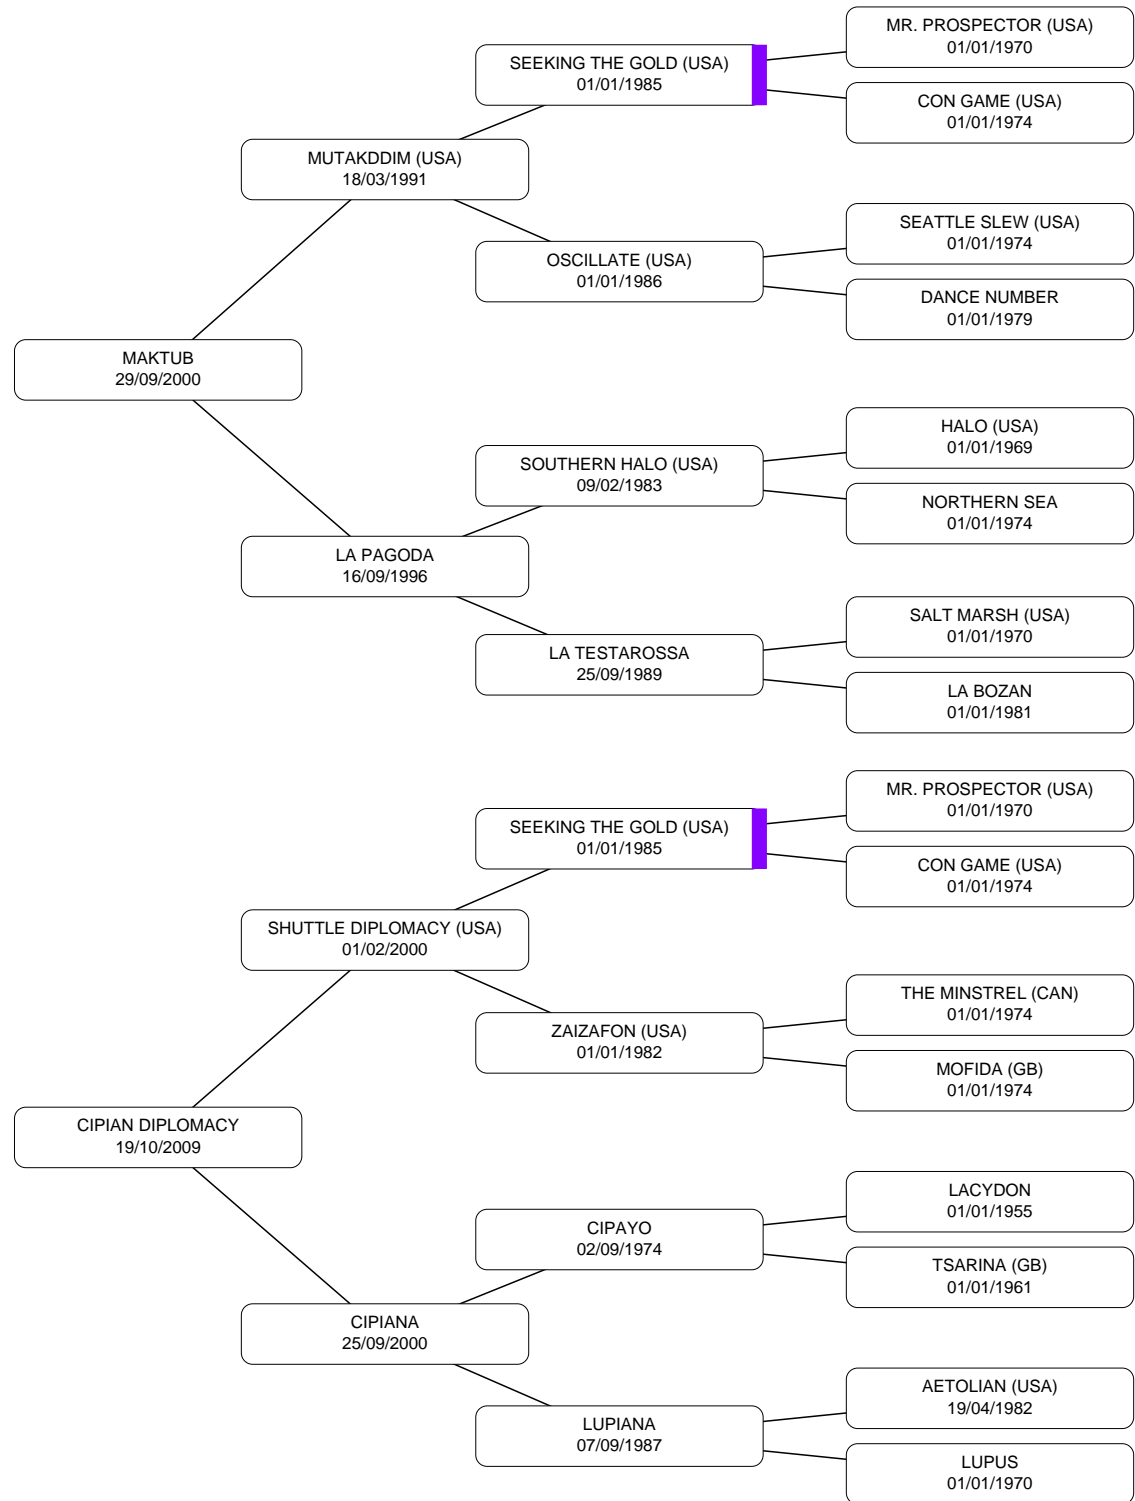 MR. PROSPECTOR (USA)
01/01/1970
SEEKING THE GOLD (USA)
01/01/1985
CON GAME (USA)
01/01/1974
MUTAKDDIM (USA)
18/03/1991
SEATTLE SLEW (USA)
01/01/1974
OSCILLATE (USA)
01/01/1986
DANCE NUMBER
01/01/1979
MAKTUB
29/09/2000
HALO (USA)
01/01/1969
SOUTHERN HALO (USA)
09/02/1983
NORTHERN SEA
01/01/1974
LA PAGODA
16/09/1996
SALT MARSH (USA)
01/01/1970
LA TESTAROSSA
25/09/1989
LA BOZAN
01/01/1981
MR. PROSPECTOR (USA)
01/01/1970
SEEKING THE GOLD (USA)
01/01/1985
CON GAME (USA)
01/01/1974
SHUTTLE DIPLOMACY (USA)
01/02/2000
THE MINSTREL (CAN)
01/01/1974
ZAIZAFON (USA)
01/01/1982
MOFIDA (GB)
01/01/1974
CIPIAN DIPLOMACY
19/10/2009
LACYDON
01/01/1955
CIPAYO
02/09/1974
TSARINA (GB)
01/01/1961
CIPIANA
25/09/2000
AETOLIAN (USA)
19/04/1982
LUPIANA
07/09/1987
LUPUS
01/01/1970